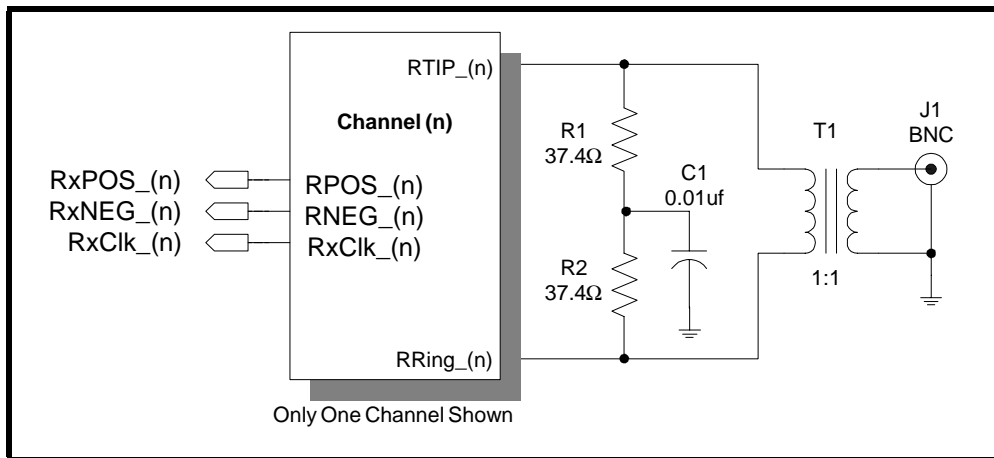 RTIP_(n)
Channel (n)
RxPOS_(n)
RPOS_(n)
RxNEG_(n)
RNEG_(n)
RxClk_(n)
RxClk_(n)
RRing_(n)
Only One Channel Shown
R1
37.4Ω
C1
0.01uf
R2
37.4Ω
T1
1:1
J1
BNC